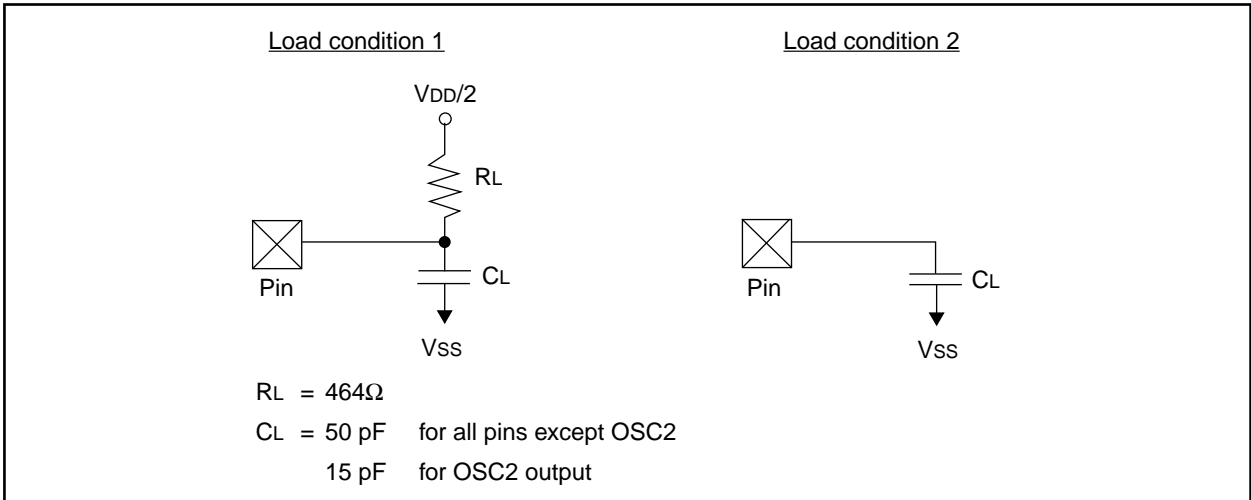 Load condition 1
Load condition 2
VDD/2
RL
Pin
CL
VSS
Pin
CL
VSS
RL = 464Ω
CL = 50 pF for all pins except OSC2
15 pF for OSC2 output